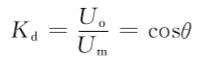 K_d = U_o / U_m = cosθ